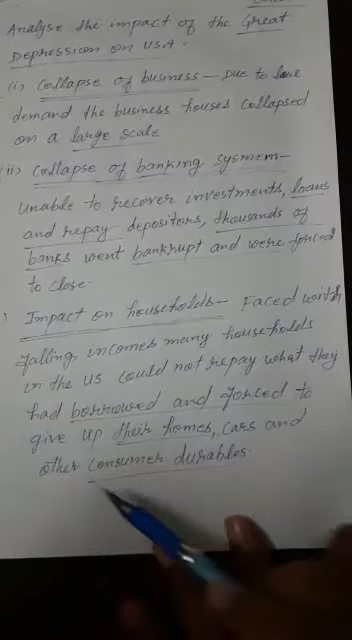 Analyse the impact of the Great
Depression on USA.
(i) Collapse of business - Due to low
demand the business houses collapsed
on a large scale
(ii) Collapse of banking sysmem-
Unable to recover investments, loans
and repay depositors, thousands of
banks went bankrupt and were forced
to close.
) Impact on households - Faced with
falling incomes many households
in the US could not repay what they
had borrowed and forced to
give up their homes, cars and
other consumer durables.